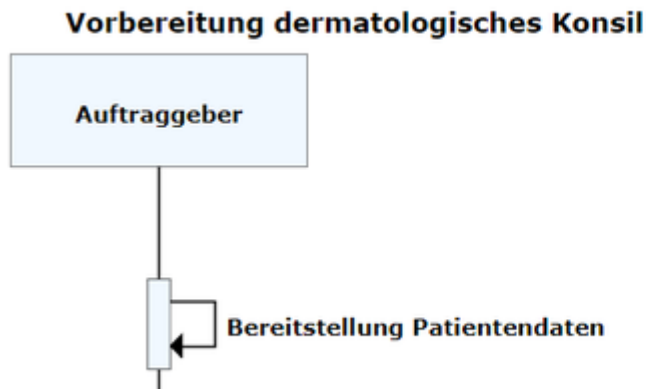 Vorbereitung dermatologisches Konsil
Auftraggeber
Bereitstellung Patientendaten